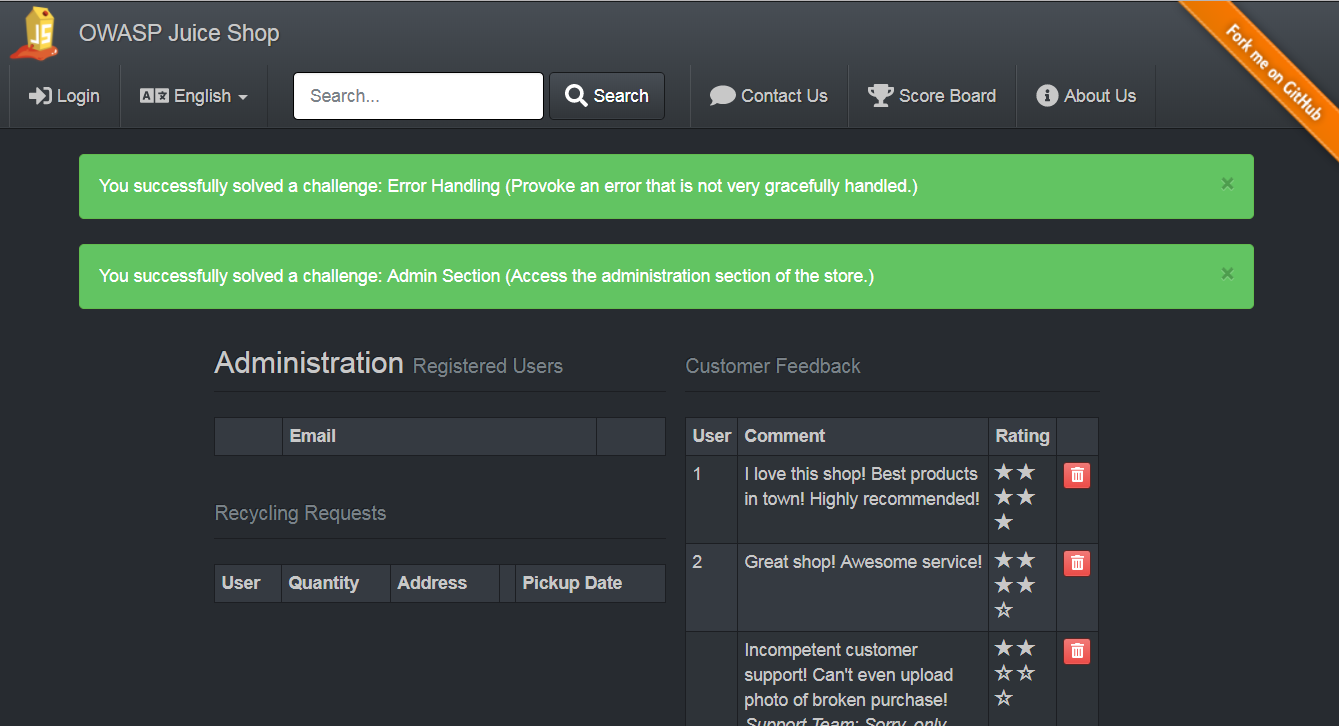 OWASP Juice Shop
Fork me on GitHub
Login
English
Search...
Search
Contact Us
Score Board
About Us
You successfully solved a challenge: Error Handling (Provoke an error that is not very gracefully handled.)
×
You successfully solved a challenge: Admin Section (Access the administration section of the store.)
×
Administration Registered Users
Email
Recycling Requests
User Quantity Address Pickup Date
Customer Feedback
User Comment Rating
1 I love this shop! Best products
in town! Highly recommended!
2 Great shop! Awesome service!
Incompetent customer
support! Can't even upload
photo of broken purchase!
Support Team: Sorry, only